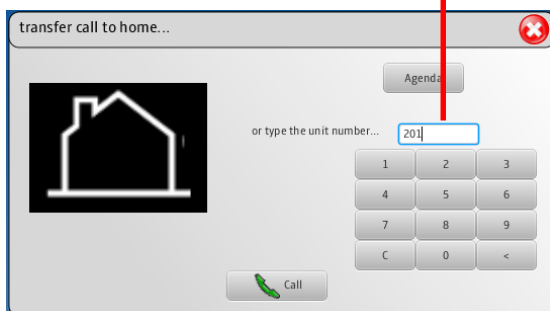 transfer call to home...
Agenda
or type the unit number... 201
1 2 3
4 5 6
7 8 9
C 0 <
Call